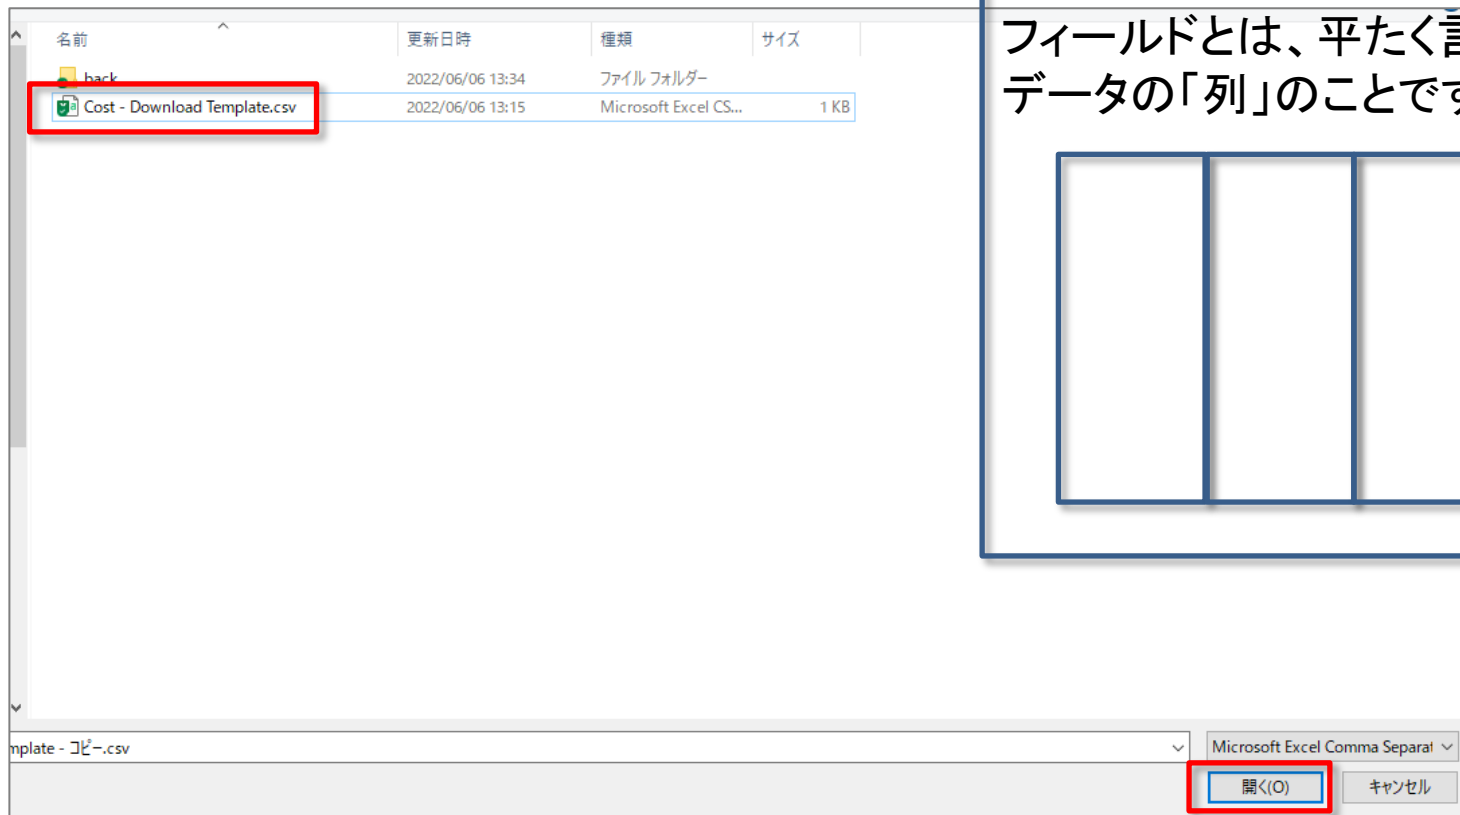 名前 更新日時 種類 サイズ
back 2022/06/06 13:34 ファイル フォルダー
Cost - Download Template.csv 2022/06/06 13:15 Microsoft Excel CS... 1 KB
フィールドとは、平たく言
データの「列」のことです
mplate - コピー.csv
Microsoft Excel Comma Separat
開く(O) キャンセル